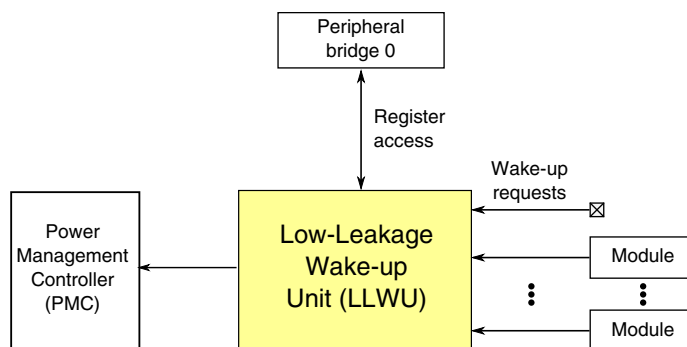 Peripheral
bridge 0
Register
access
Wake-up
requests
Power
Management
Controller
(PMC)
Low-Leakage
Wake-up
Unit (LLWU)
Module
Module